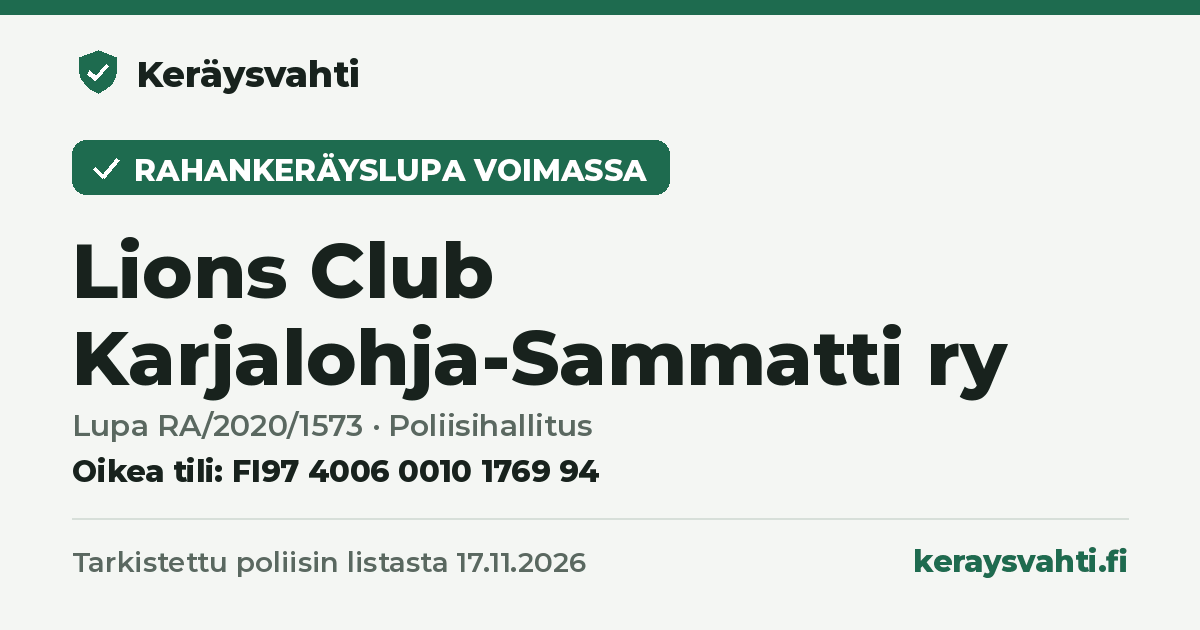 Keräysvahti
RAHANKERÄYSLUPA VOIMASSA
Lions Club
Karjalohja-Sammatti ry
Lupa RA/2020/1573 · Poliisihallitus
Oikea tili: FI97 4006 0010 1769 94
Tarkistettu poliisin listasta 17.11.2026
keraysvahti.fi